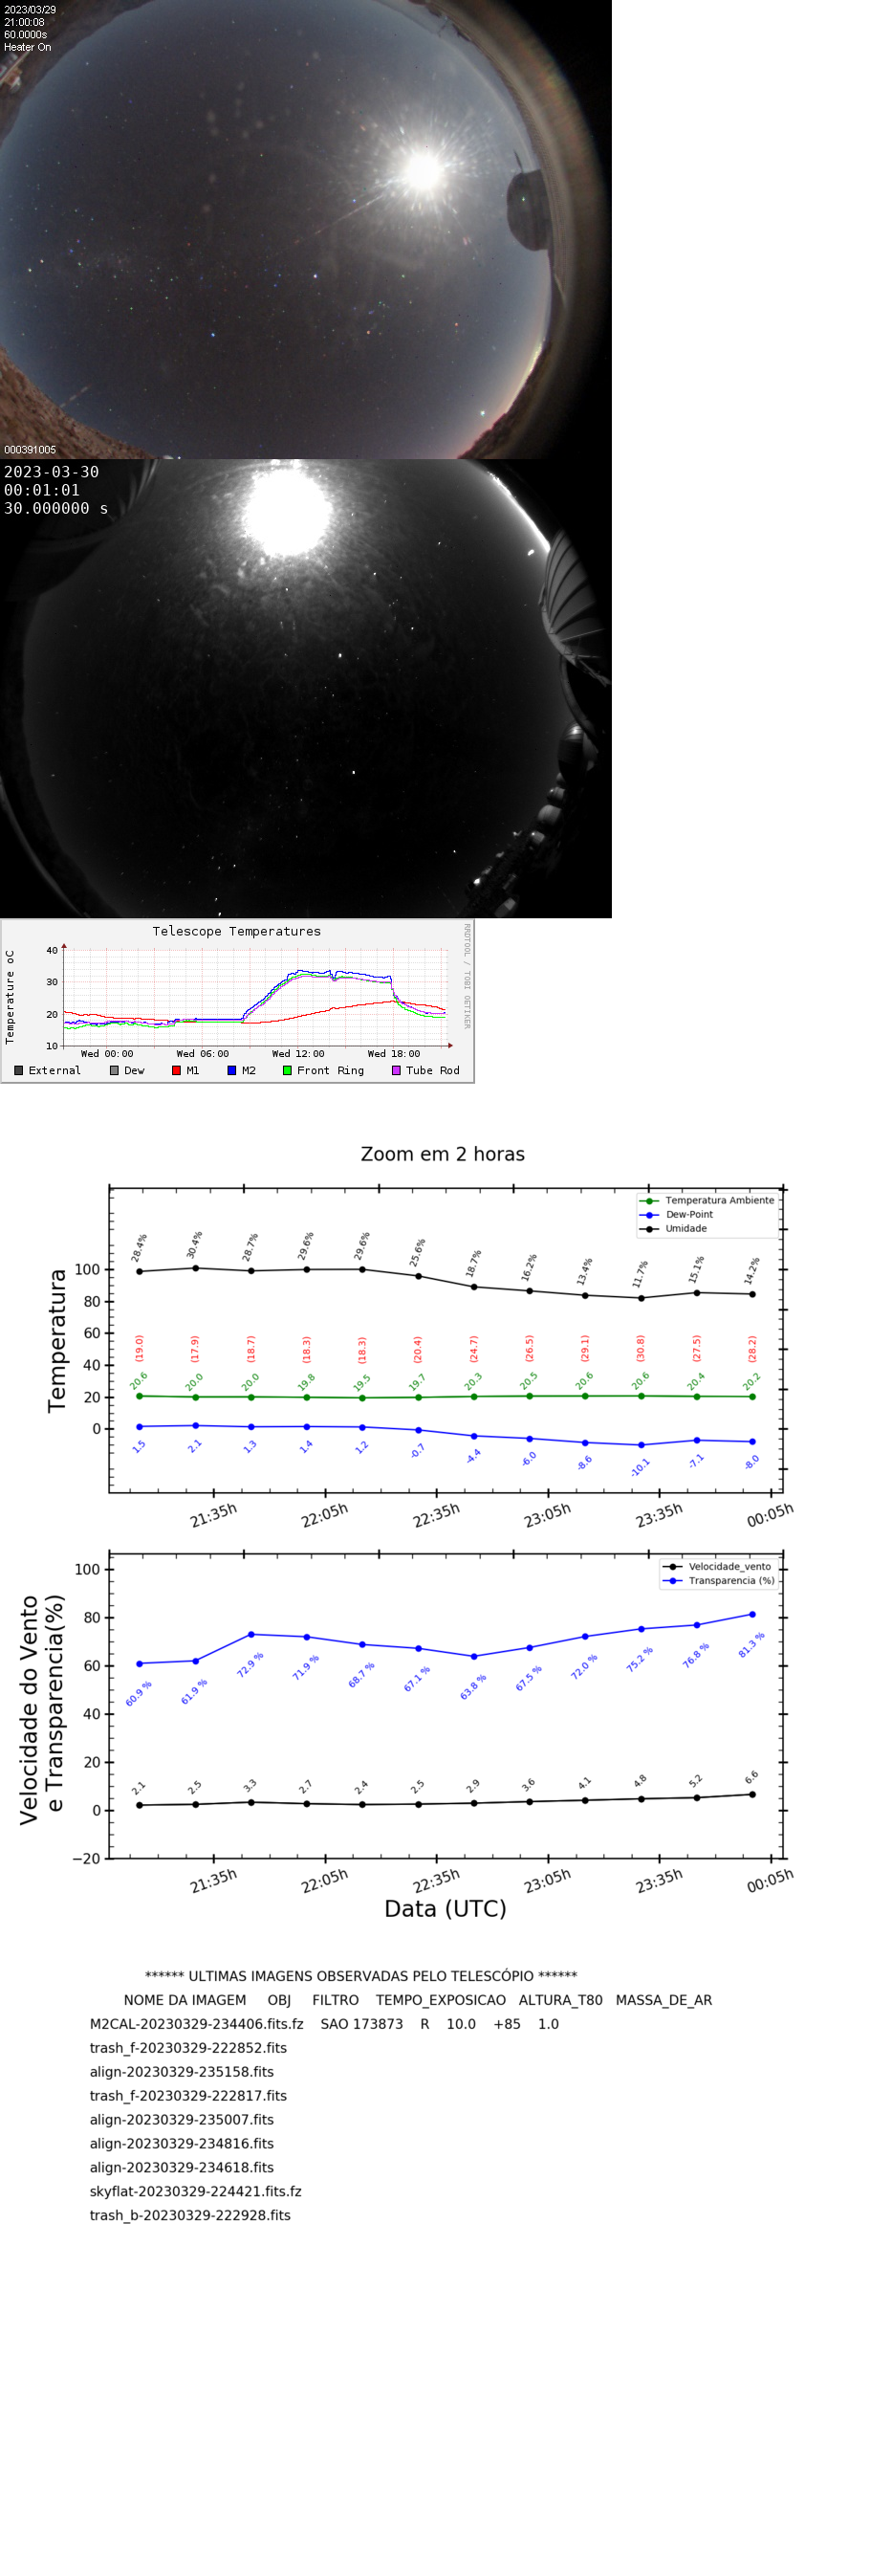 2023/03/29
21:00:08
60.0000s
Heater On
000391005
2023-03-30
00:01:01
30.000000 s
Telescope Temperatures
RRDTOOL / TOBI OETIKER
Temperature oC
40
30
20
10
Wed 00:00 Wed 06:00 Wed 12:00 Wed 18:00
External Dew M1 M2 Front Ring Tube Rod
Zoom em 2 horas
Temperatura Ambiente
Dew-Point
Umidade
28.4% 30.4% 28.7% 29.6% 29.6% 25.6% 18.7% 16.2% 13.4% 11.7% 15.1% 14.2%
Temperatura
100
80
60
40
20
0
(19.0) (17.9) (18.7) (18.3) (18.3) (20.4) (24.7) (26.5) (29.1) (30.8) (27.5) (28.2)
20.6 20.0 20.0 19.8 19.5 19.7 20.3 20.5 20.6 20.6 20.4 20.2
1.5 2.1 1.3 1.4 1.2 -0.7 -4.4 -6.0 -8.6 -10.1 -7.1 -8.0
21:35h 22:05h 22:35h 23:05h 23:35h 00:05h
Velocidade do Vento
e Transparencia(%)
100
80
60
40
20
0
−20
Velocidade_vento
Transparencia (%)
60.9 % 61.9 % 72.9 % 71.9 % 68.7 % 67.1 % 63.8 % 67.5 % 72.0 % 75.2 % 76.8 % 81.3 %
2.1 2.5 3.3 2.7 2.4 2.5 2.9 3.6 4.1 4.8 5.2 6.6
21:35h 22:05h 22:35h 23:05h 23:35h 00:05h
Data (UTC)
****** ULTIMAS IMAGENS OBSERVADAS PELO TELESCÓPIO ******
NOME DA IMAGEM OBJ FILTRO TEMPO_EXPOSICAO ALTURA_T80 MASSA_DE_AR
M2CAL-20230329-234406.fits.fz SAO 173873 R 10.0 +85 1.0
trash_f-20230329-222852.fits
align-20230329-235158.fits
trash_f-20230329-222817.fits
align-20230329-235007.fits
align-20230329-234816.fits
align-20230329-234618.fits
skyflat-20230329-224421.fits.fz
trash_b-20230329-222928.fits